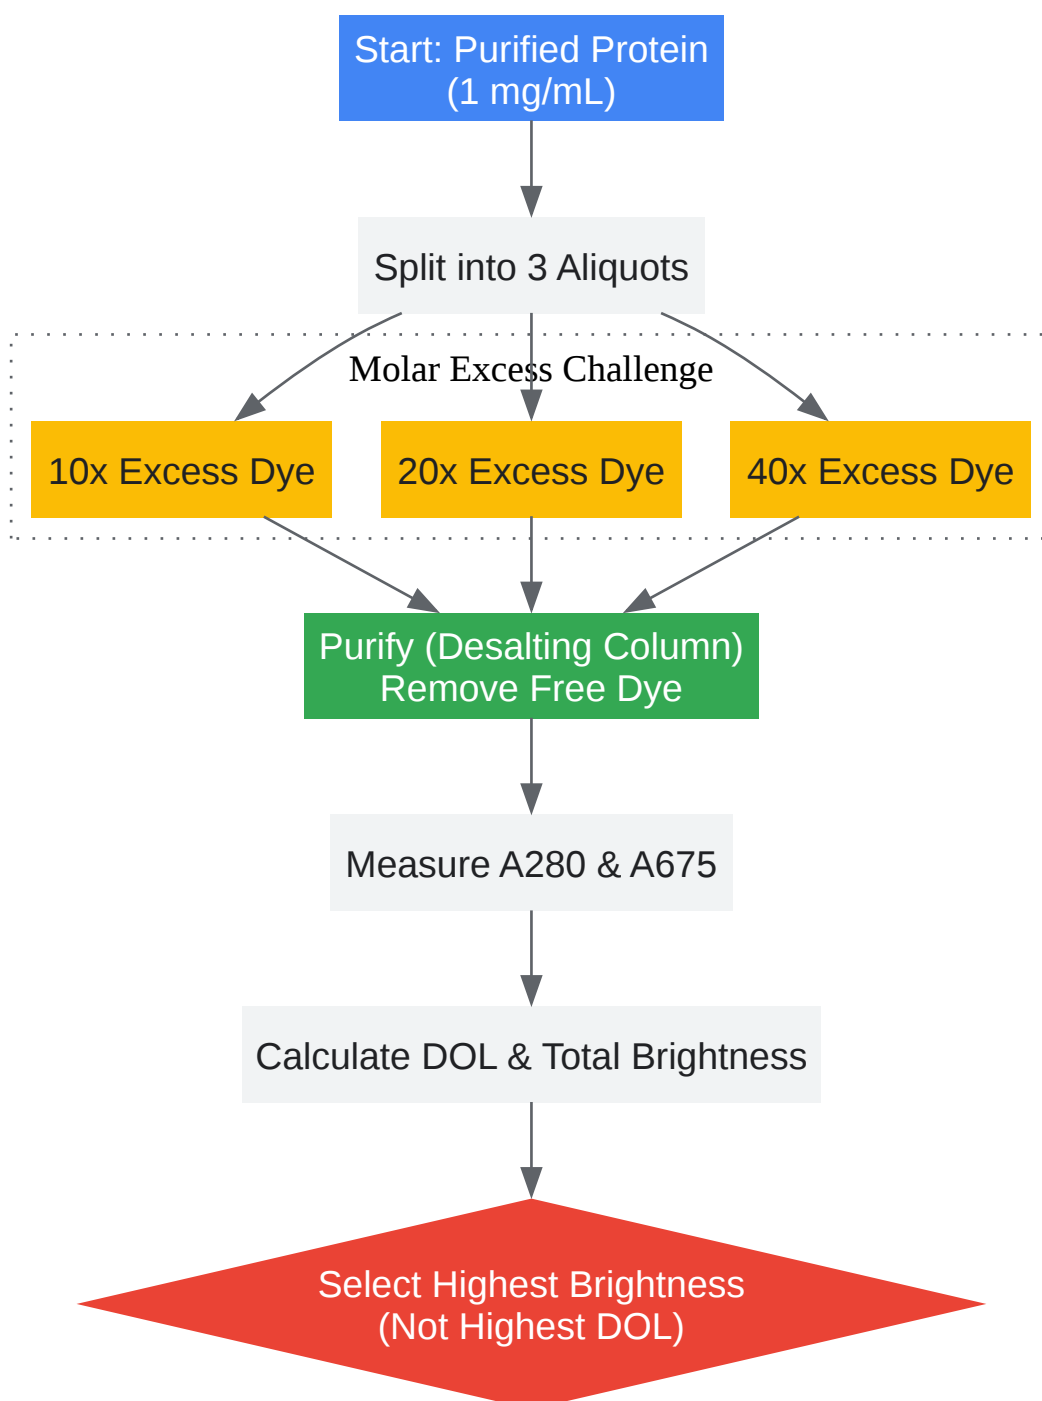 Start: Purified Protein
(1 mg/mL)
Split into 3 Aliquots
Molar Excess Challenge
10x Excess Dye
20x Excess Dye
40x Excess Dye
Purify (Desalting Column)
Remove Free Dye
Measure A280 & A675
Calculate DOL & Total Brightness
Select Highest Brightness
(Not Highest DOL)